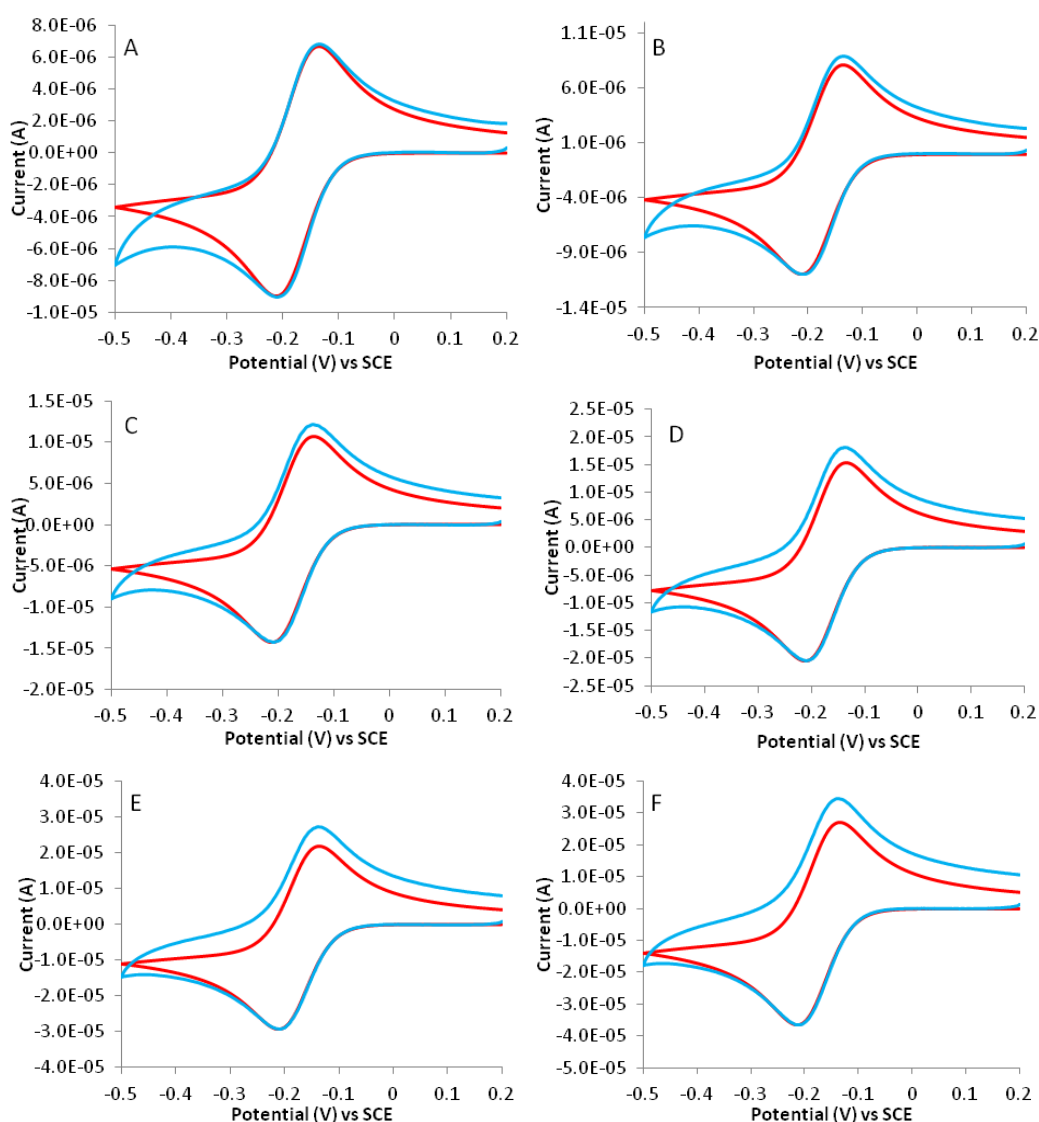 A
8.0E-06
6.0E-06
4.0E-06
2.0E-06
0.0E+00
-2.0E-06
-4.0E-06
-6.0E-06
-8.0E-06
-1.0E-05
Current (A)
-0.5 -0.4 -0.3 -0.2 -0.1 0 0.1 0.2
Potential (V) vs SCE
B
1.1E-05
6.0E-06
1.0E-06
-4.0E-06
-9.0E-06
-1.4E-05
Current (A)
-0.5 -0.4 -0.3 -0.2 -0.1 0 0.1 0.2
Potential (V) vs SCE
C
1.5E-05
1.0E-05
5.0E-06
0.0E+00
-5.0E-06
-1.0E-05
-1.5E-05
-2.0E-05
Current (A)
-0.5 -0.4 -0.3 -0.2 -0.1 0 0.1 0.2
Potential (V) vs SCE
D
2.5E-05
2.0E-05
1.5E-05
1.0E-05
5.0E-06
0.0E+00
-5.0E-06
-1.0E-05
-1.5E-05
-2.0E-05
-2.5E-05
Current (A)
-0.5 -0.4 -0.3 -0.2 -0.1 0 0.1 0.2
Potential (V) vs SCE
E
4.0E-05
3.0E-05
2.0E-05
1.0E-05
0.0E+00
-1.0E-05
-2.0E-05
-3.0E-05
-4.0E-05
Current (A)
-0.5 -0.4 -0.3 -0.2 -0.1 0 0.1 0.2
Potential (V) vs SCE
F
4.0E-05
3.0E-05
2.0E-05
1.0E-05
0.0E+00
-1.0E-05
-2.0E-05
-3.0E-05
-4.0E-05
-5.0E-05
Current (A)
-0.5 -0.4 -0.3 -0.2 -0.1 0 0.1 0.2
Potential (V) vs SCE